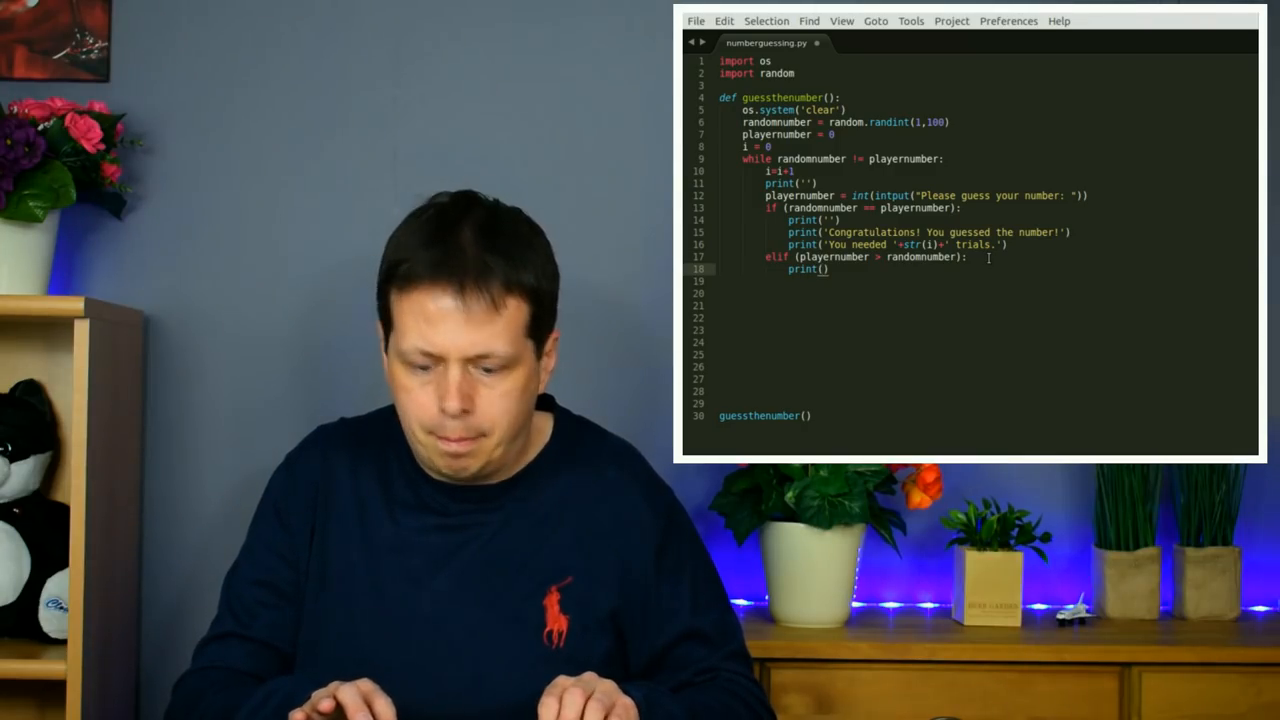 File Edit Selection Find View Goto Tools Project Preferences Help
numberguessing.py
1 import os
2 import random
3
4 def guessthenumber():
5 os.system('clear')
6 randomnumber = random.randint(1,100)
7 playernumber = 0
8 i = 0
9 while randomnumber != playernumber:
10 i=i+1
11 print('')
12 playernumber = int(intput("Please guess your number: "))
13 if (randomnumber == playernumber):
14 print('')
15 print('Congratulations! You guessed the number!')
16 print('You needed '+str(i)+' trials.')
17 elif (playernumber > randomnumber):
18 print()
19
20
21
22
23
24
25
26
27
28
29
30 guessthenumber()
HERB GARDEN